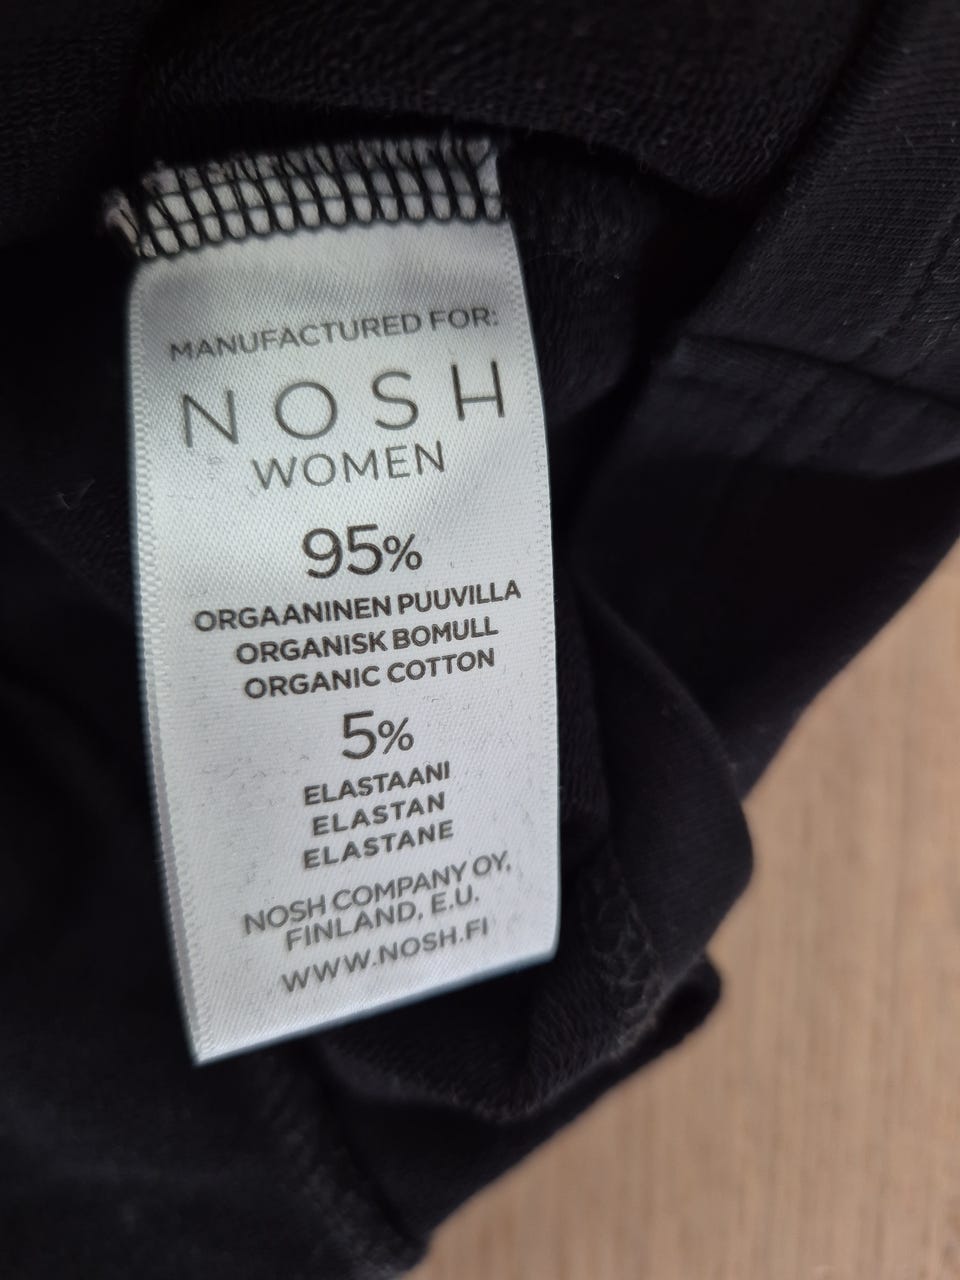 MANUFACTURED FOR:
NOSH
WOMEN
95%
ORGAANINEN PUUVILLA
ORGANISK BOMULL
ORGANIC COTTON
5%
ELASTAANI
ELASTAN
ELASTANE
NOSH COMPANY OY,
FINLAND, E.U.
WWW.NOSH.FI